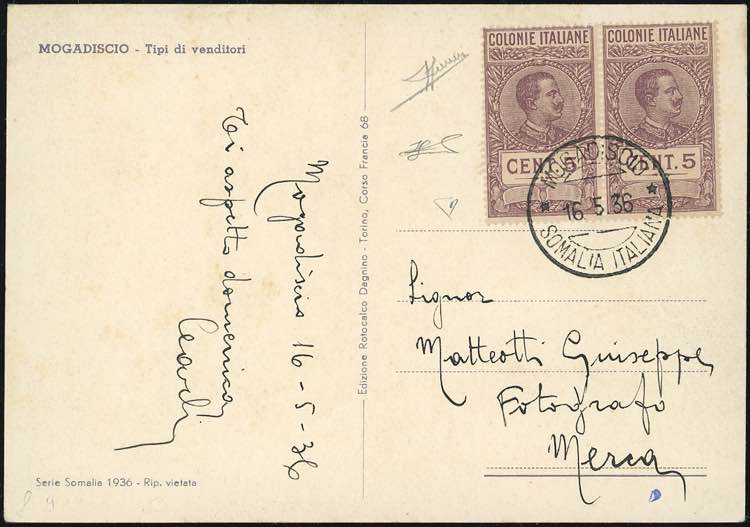 MOGADISCIO - Tipi di venditori
Mogadiscio 16-5-36
Ti aspetto domenica
Serie Somalia 1936 - Rip. vietata
Edizione Rotocalco Dagnino - Torino, Corso Francia 68
COLONIE ITALIANE
CENT. 5
COLONIE ITALIANE
CENT. 5
MOGADISCIO
16 5 36
SOMALIA ITALIANA
Signor
Matteotti Giuseppe
Fotografo
Merca